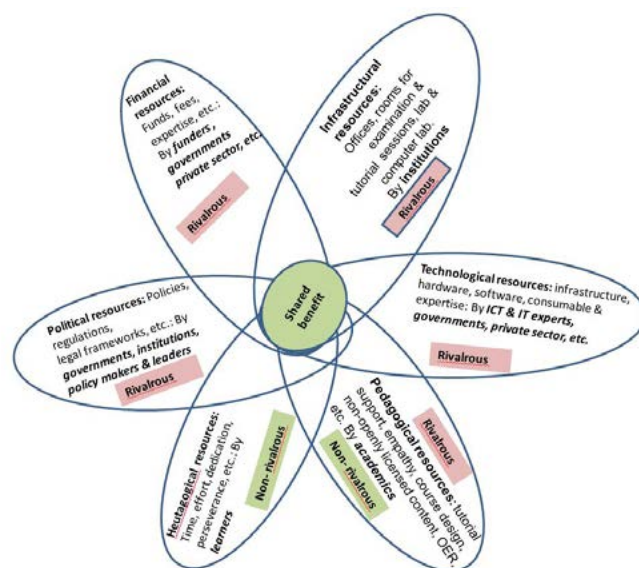 Financial
resources:
Funds, fees,
expertise, etc.:
By funders,
governments
private sector, etc.
Rivalrous
Infrastructural
resources:
Offices, rooms for
examination &
tutorial sessions, lab &
computer lab.
By institutions
Rivalrous
Technological resources: infrastructure,
hardware, software, consumable &
expertise: By ICT & IT experts,
governments, private sector, etc.
Rivalrous
Pedagogical resources: tutorial
support, empathy, course design,
non-openly licensed content, OER,
etc. By academics
Rivalrous
Non- rivalrous
Heutagogical resources:
Time, effort, dedication,
perseverance, etc.: By
learners
Non- rivalrous
Political resources: Policies,
regulations,
legal frameworks, etc.: By
governments, institutions,
policy makers & leaders
Rivalrous
Shared
benefit